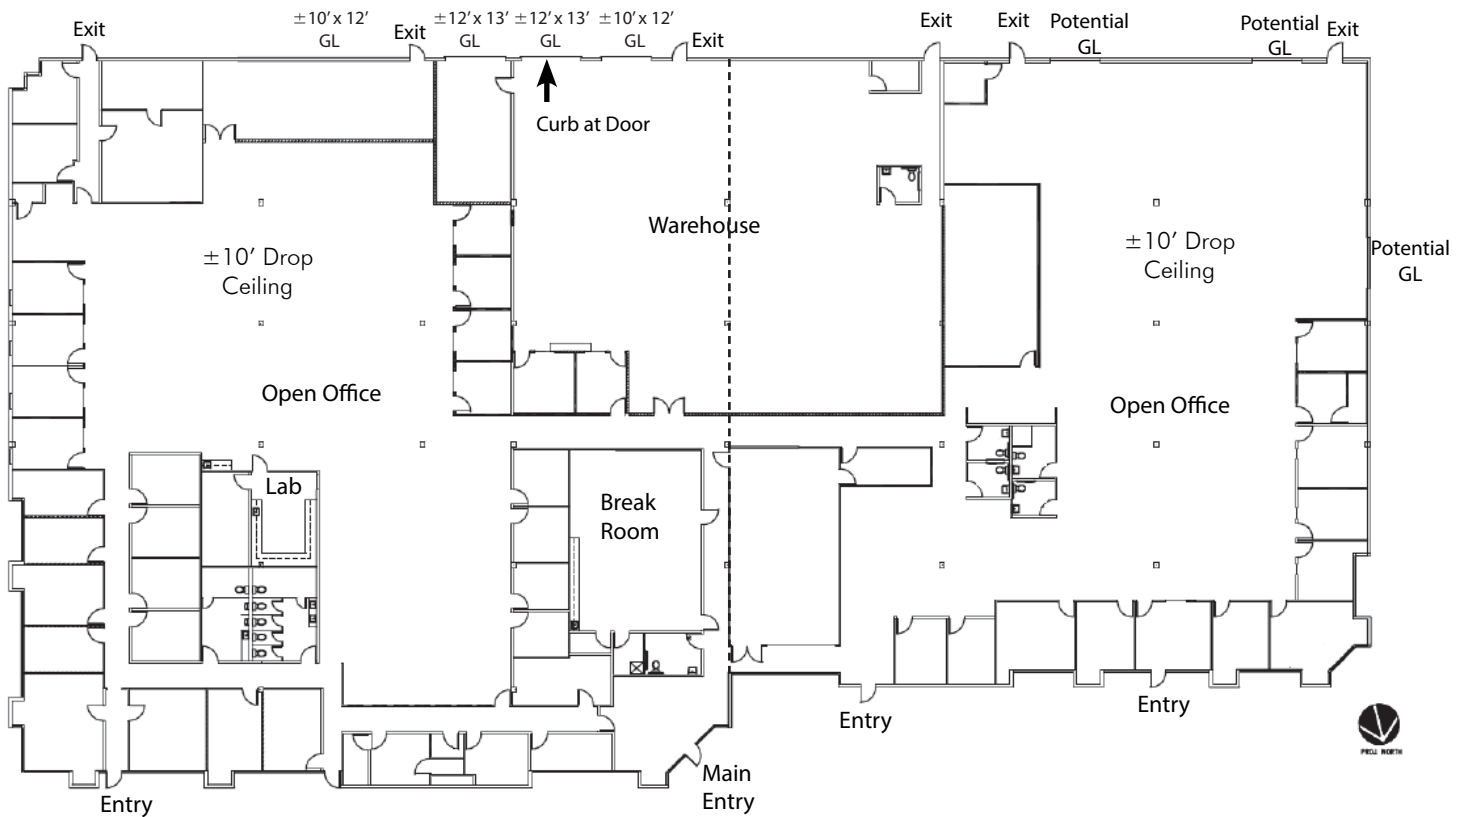 Exit
±10’ x 12’
GL
Exit
±12’ x 13’
GL
±12’ x 13’
GL
±10’ x 12’
GL
Exit
Exit
Exit
Potential
GL
Potential
GL
Exit
Curb at Door
Warehouse
±10’ Drop
Ceiling
±10’ Drop
Ceiling
Potential
GL
Open Office
Open Office
Lab
Break
Room
Entry
Entry
Main
Entry
Entry
PROJ. NORTH